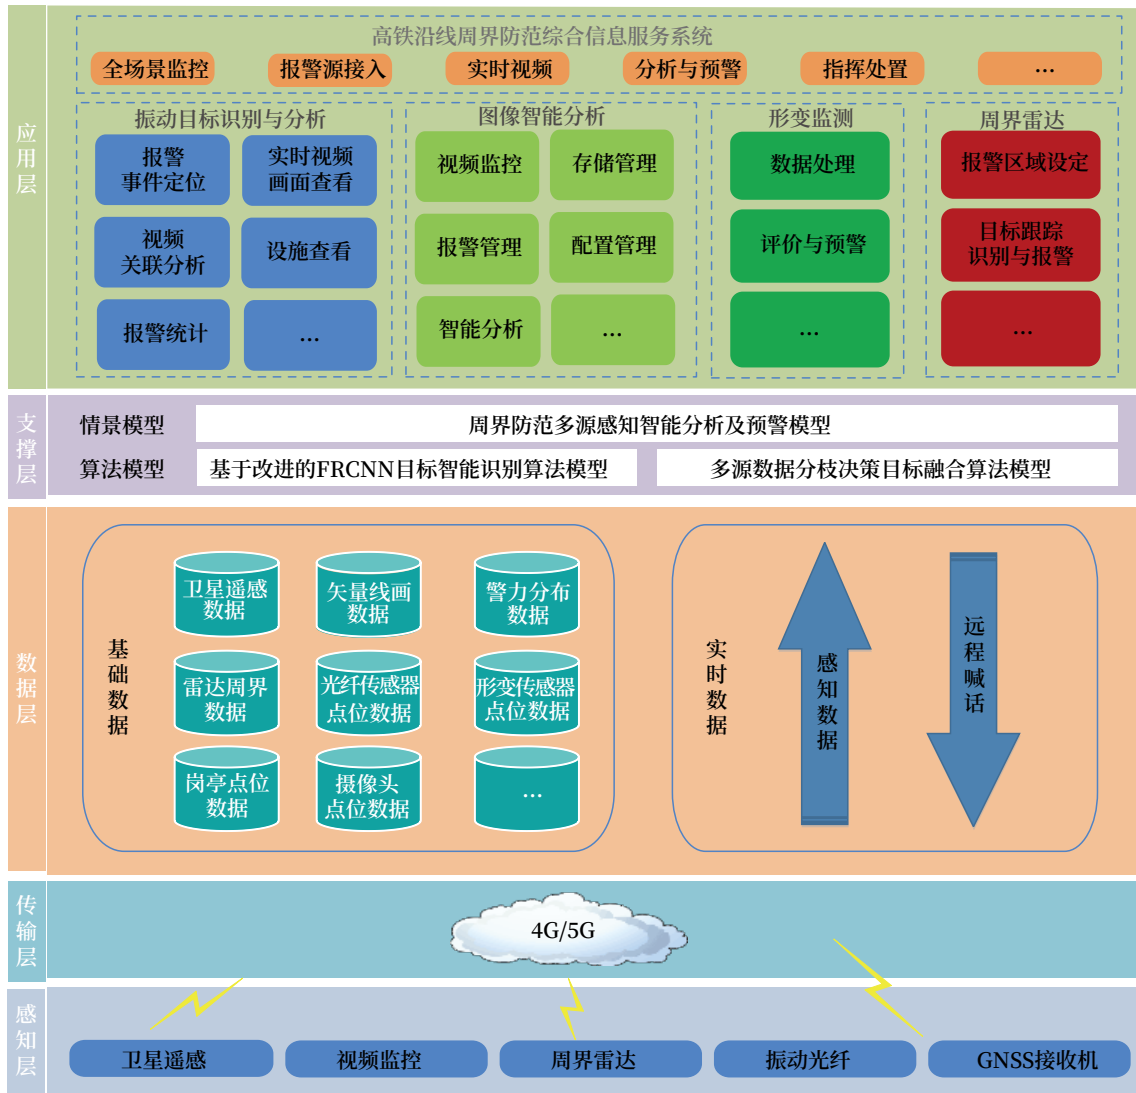 应用层
高铁沿线周界防范综合信息服务系统
全场景监控
报警源接入
实时视频
分析与预警
指挥处置
...
振动目标识别与分析
报警
事件定位
实时视频
画面查看
视频
关联分析
设施查看
报警统计
...
图像智能分析
视频监控
存储管理
报警管理
配置管理
智能分析
...
形变监测
数据处理
评价与预警
...
周界雷达
报警区域设定
目标跟踪
识别与报警
...
支撑层
情景模型
周界防范多源感知智能分析及预警模型
算法模型
基于改进的FRCNN目标智能识别算法模型
多源数据分枝决策目标融合算法模型
数据层
基础数据
卫星遥感
数据
矢量线画
数据
警力分布
数据
雷达周界
数据
光纤传感器
点位数据
形变传感器
点位数据
岗亭点位
数据
摄像头
点位数据
...
实时数据
感知数据
远程喊话
传输层
4G/5G
感知层
卫星遥感
视频监控
周界雷达
振动光纤
GNSS接收机